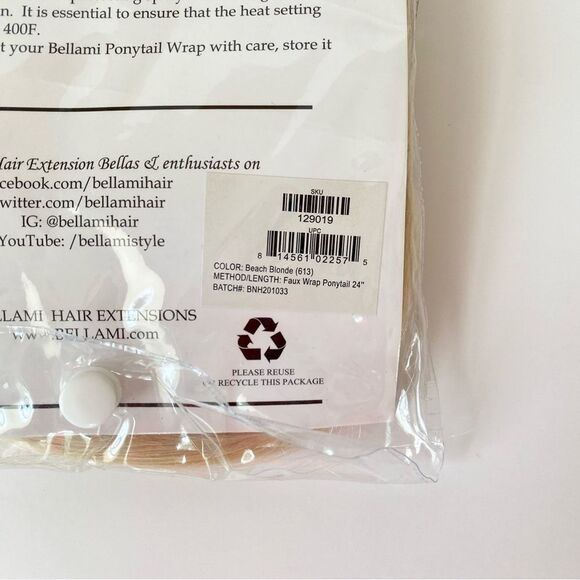 n. It is essential to ensure that the heat setting
400F.
t your Bellami Ponytail Wrap with care, store it
air Extension Bellas & enthusiasts on
cebook.com/bellamihair
witter.com/bellamihair
IG: @bellamihair
YouTube: /bellamistyle
SKU
129019
UPC
8 14561 02257 5
COLOR: Beach Blonde (613)
METHOD/LENGTH: Faux Wrap Ponytail 24"
BATCH#: BNH201033
LLAMI HAIR EXTENSIONS
www.BELLAMI.com
PLEASE REUSE
OR RECYCLE THIS PACKAGE